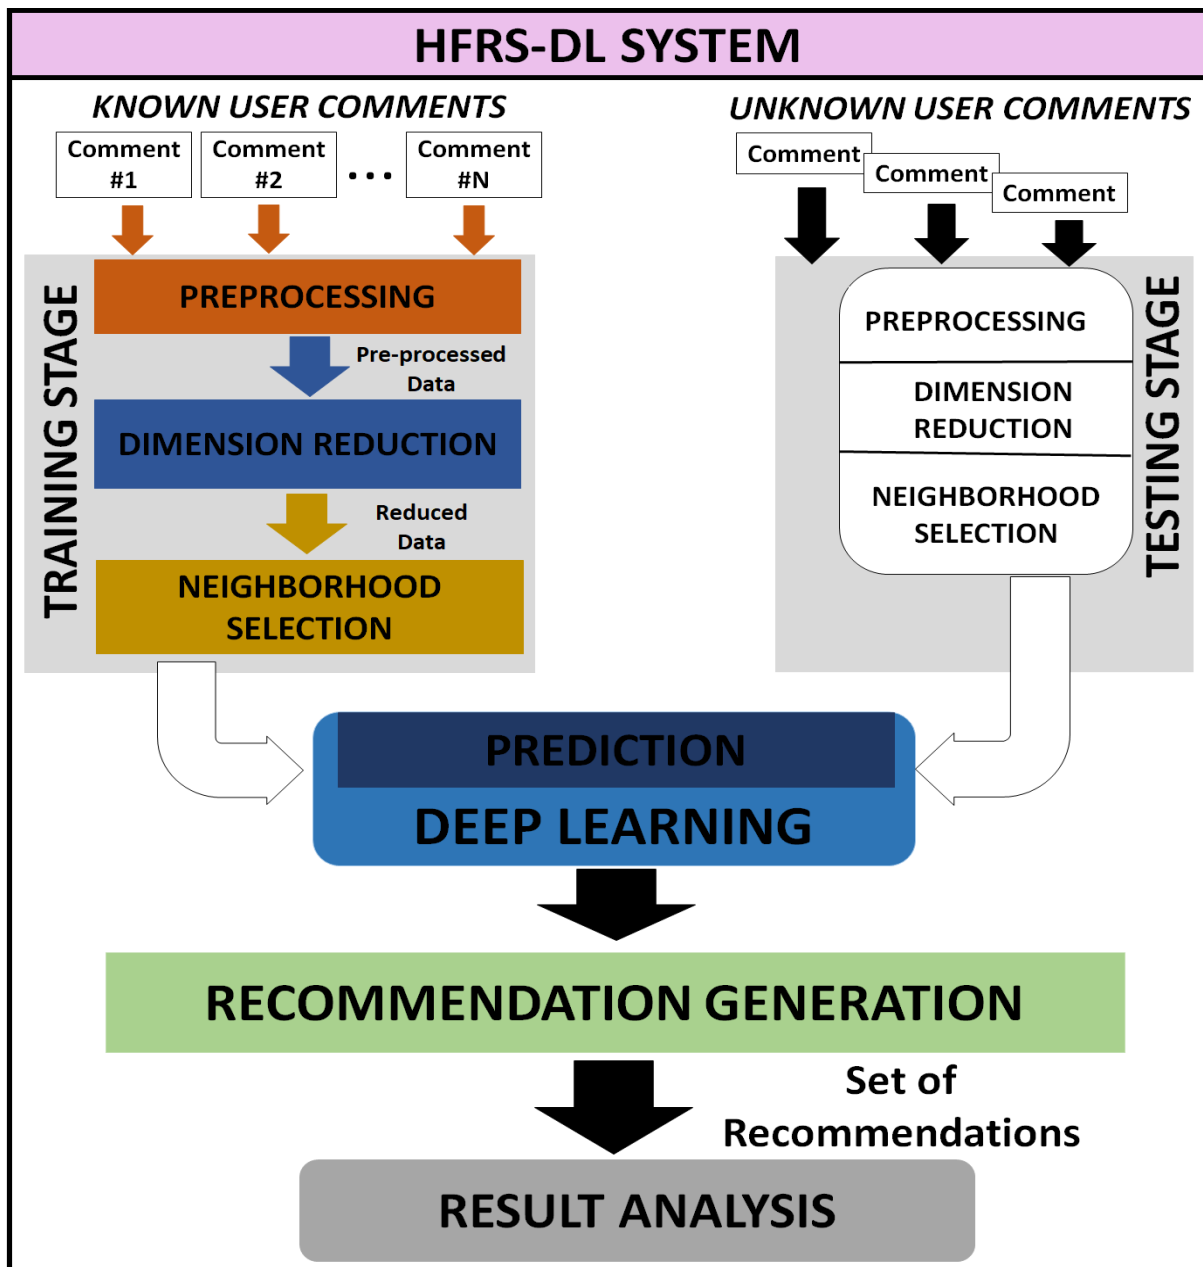 HFRS-DL SYSTEM
KNOWN USER COMMENTS
Comment
#1
Comment
#2
...
Comment
#N
TRAINING STAGE
PREPROCESSING
Pre-processed
Data
DIMENSION REDUCTION
Reduced
Data
NEIGHBORHOOD
SELECTION
UNKNOWN USER COMMENTS
Comment
Comment
Comment
PREPROCESSING
DIMENSION
REDUCTION
NEIGHBORHOOD
SELECTION
TESTING STAGE
PREDICTION
DEEP LEARNING
RECOMMENDATION GENERATION
Set of
Recommendations
RESULT ANALYSIS